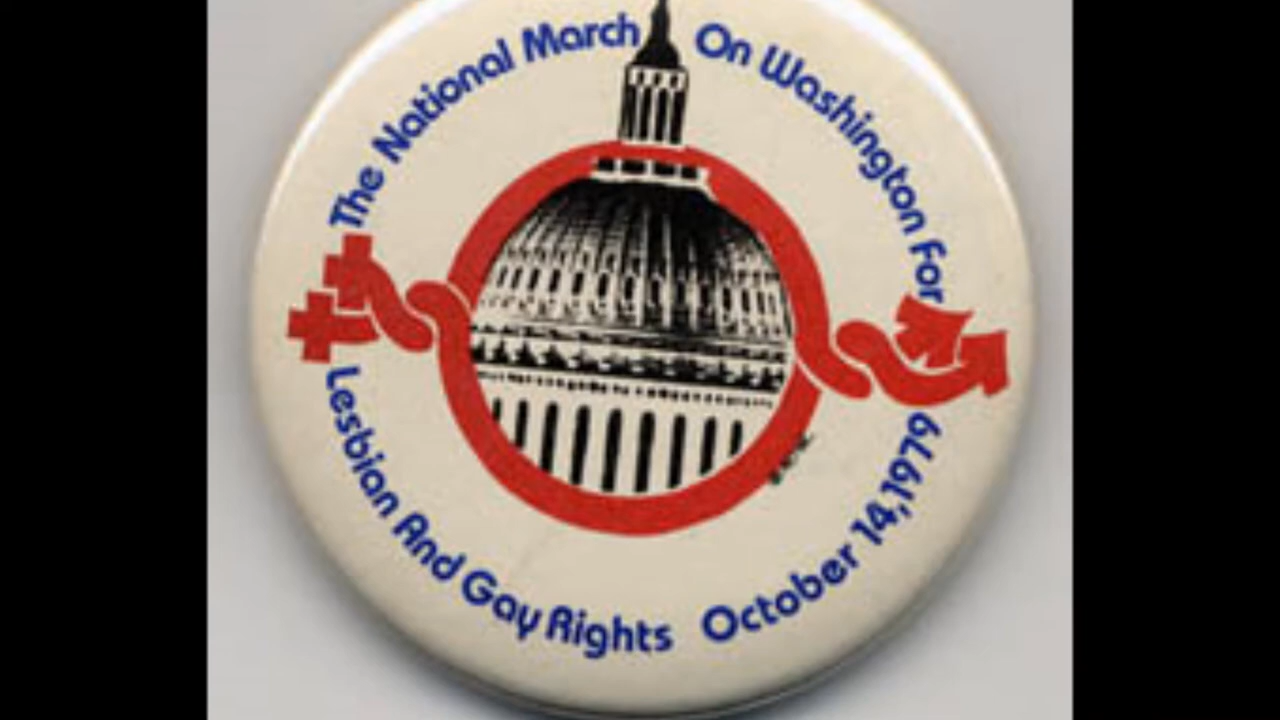 The National March On Washington For
Lesbian And Gay Rights October 14,1979